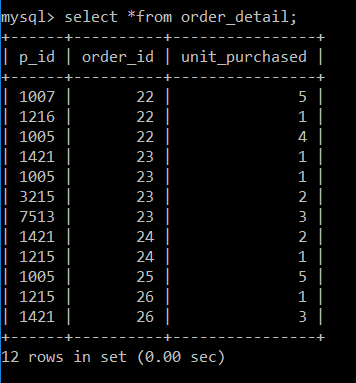 mysql> select *from order_detail;
+------+----------+----------------+
| p_id | order_id | unit_purchased |
+------+----------+----------------+
| 1007 |       22 |              5 |
| 1216 |       22 |              1 |
| 1005 |       22 |              4 |
| 1421 |       23 |              1 |
| 1005 |       23 |              1 |
| 3215 |       23 |              2 |
| 7513 |       23 |              3 |
| 1421 |       24 |              2 |
| 1215 |       24 |              1 |
| 1005 |       25 |              5 |
| 1215 |       26 |              1 |
| 1421 |       26 |              3 |
+------+----------+----------------+
12 rows in set (0.00 sec)